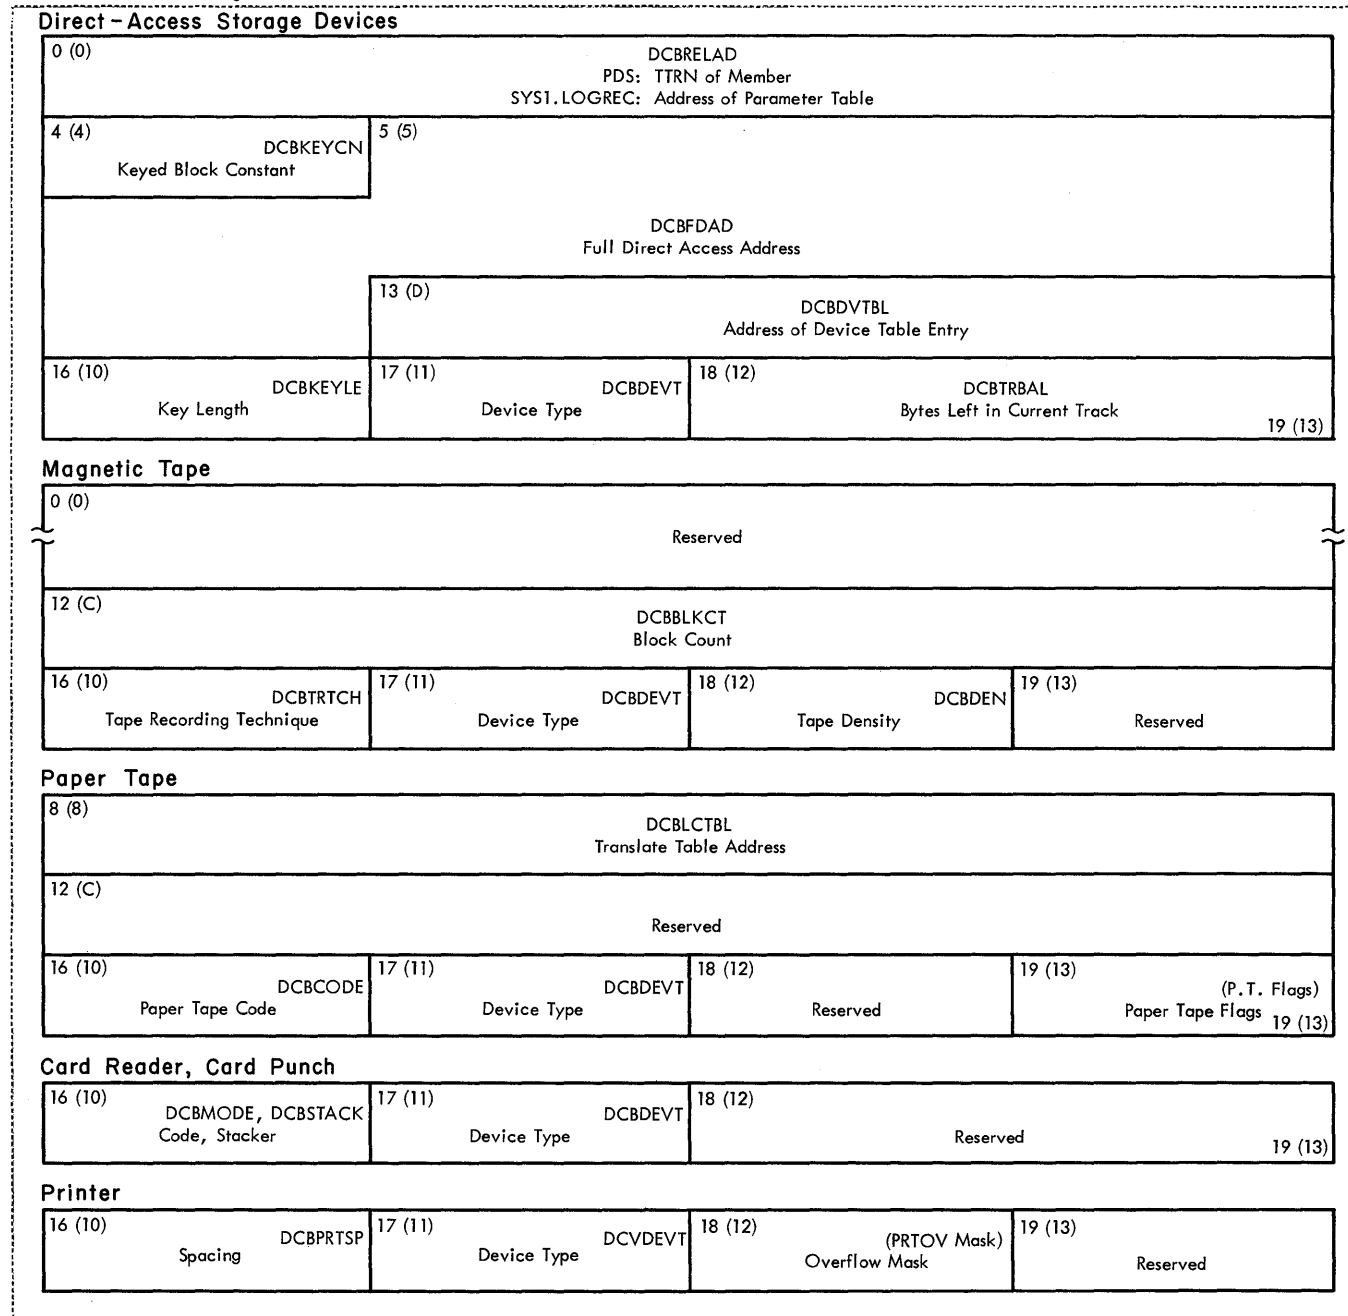 Direct-Access Storage Devices
0 (0)
DCBRELAD
PDS: TTRN of Member
SYS1.LOGREC: Address of Parameter Table
4 (4)
DCBKEYCN
Keyed Block Constant
5 (5)
DCBFDAD
Full Direct Access Address
13 (D)
DCBDVTBL
Address of Device Table Entry
16 (10)
DCBKEYLE
Key Length
17 (11)
DCBDEVT
Device Type
18 (12)
DCBTRBAL
Bytes Left in Current Track
19 (13)
Magnetic Tape
0 (0)
Reserved
12 (C)
DCBBLKCT
Block Count
16 (10)
DCBTRTCH
Tape Recording Technique
17 (11)
DCBDEVT
Device Type
18 (12)
DCBDEN
Tape Density
19 (13)
Reserved
Paper Tape
8 (8)
DCBLCTBL
Translate Table Address
12 (C)
Reserved
16 (10)
DCBCODE
Paper Tape Code
17 (11)
DCBDEVT
Device Type
18 (12)
Reserved
19 (13)
(P.T. Flags)
Paper Tape Flags
19 (13)
Card Reader, Card Punch
16 (10)
DCBMODE, DCBSTACK
Code, Stacker
17 (11)
DCBDEVT
Device Type
18 (12)
Reserved
19 (13)
Printer
16 (10)
DCBPRTSP
Spacing
17 (11)
DCVDEVT
Device Type
18 (12)
(PRTOV Mask)
Overflow Mask
19 (13)
Reserved